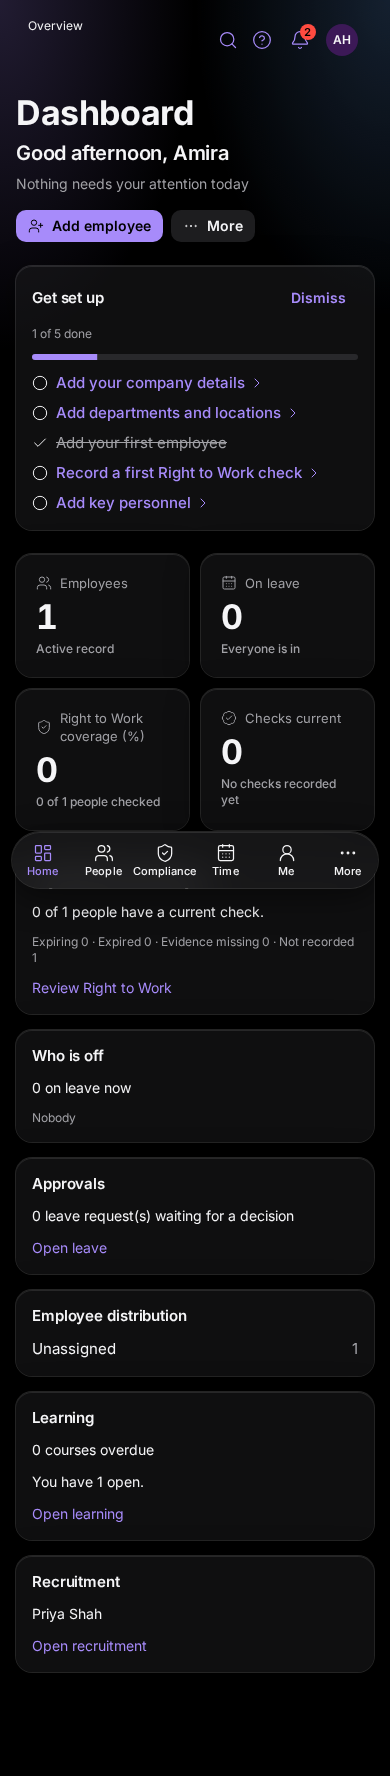 Overview
2
AH
Dashboard
Good afternoon, Amira
Nothing needs your attention today
Add employee
More
Get set up
Dismiss
1 of 5 done
Add your company details
Add departments and locations
Add your first employee
Record a first Right to Work check
Add key personnel
Employees
1
Active record
On leave
0
Everyone is in
Right to Work
coverage (%)
0
0 of 1 people checked
Checks current
0
No checks recorded
yet
Home
People
Compliance
Time
Me
More
0 of 1 people have a current check.
Expiring 0 · Expired 0 · Evidence missing 0 · Not recorded
1
Review Right to Work
Who is off
0 on leave now
Nobody
Approvals
0 leave request(s) waiting for a decision
Open leave
Employee distribution
Unassigned
1
Learning
0 courses overdue
You have 1 open.
Open learning
Recruitment
Priya Shah
Open recruitment